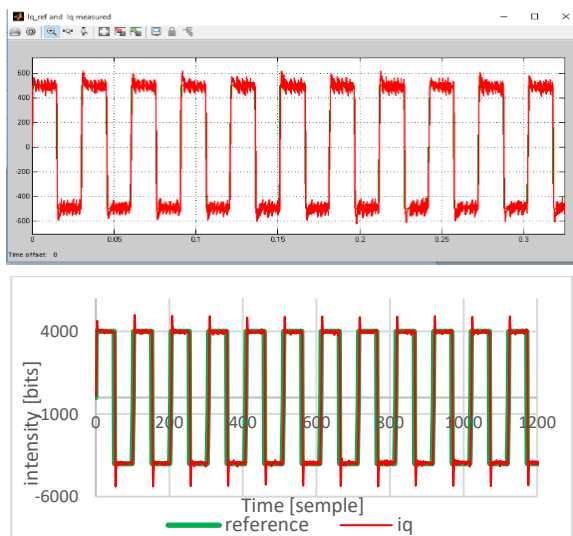 Iq_ref and Iq measured
600
400
200
0
-200
-400
-600
0 0.05 0.1 0.15 0.2 0.25 0.3
Time offset: 0
4000
-1000
-6000
intensity [bits]
0 200 400 600 800 1000 1200
Time [semple]
reference iq